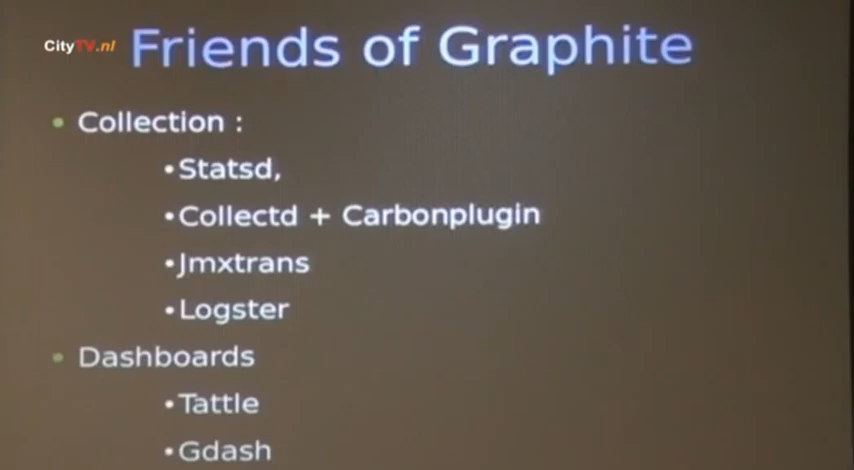 CityTV.nl
Friends of Graphite
• Collection :
•Statsd,
•Collectd + Carbonplugin
•Jmxtrans
•Logster
• Dashboards
•Tattle
•Gdash